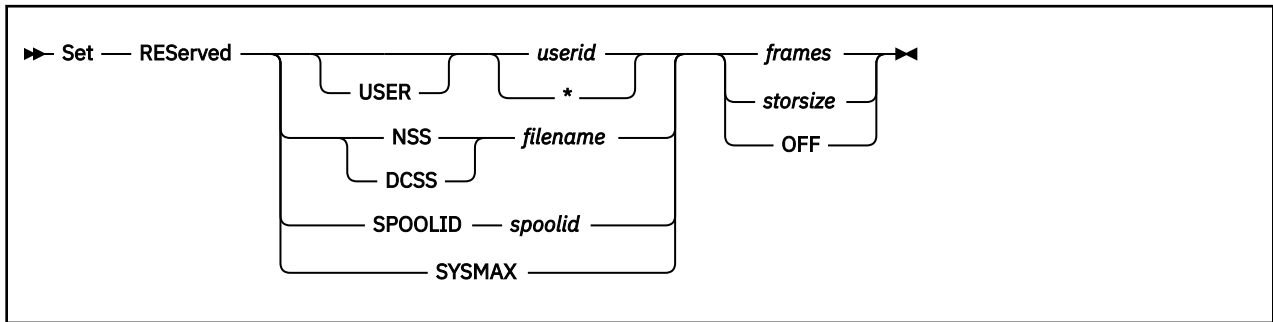 Set REServed userid frames
USER * storsize
NSS filename OFF
DCSS
SPOOLID spoolid
SYSMAX